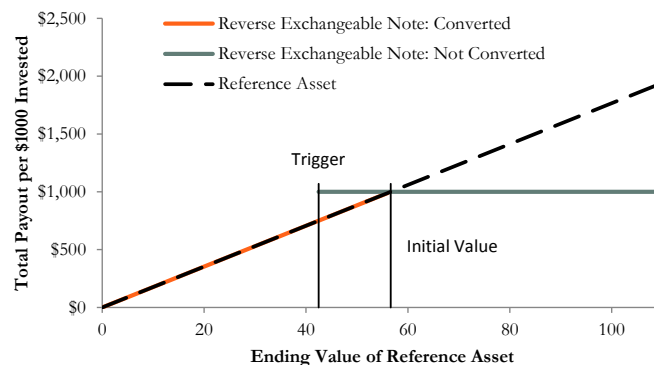 $2,500
$2,000
$1,500
$1,000
$500
$0
Total Payout per $1000 Invested
Reverse Exchangeable Note: Converted
Reverse Exchangeable Note: Not Converted
Reference Asset
Trigger
Initial Value
0 20 40 60 80 100
Ending Value of Reference Asset